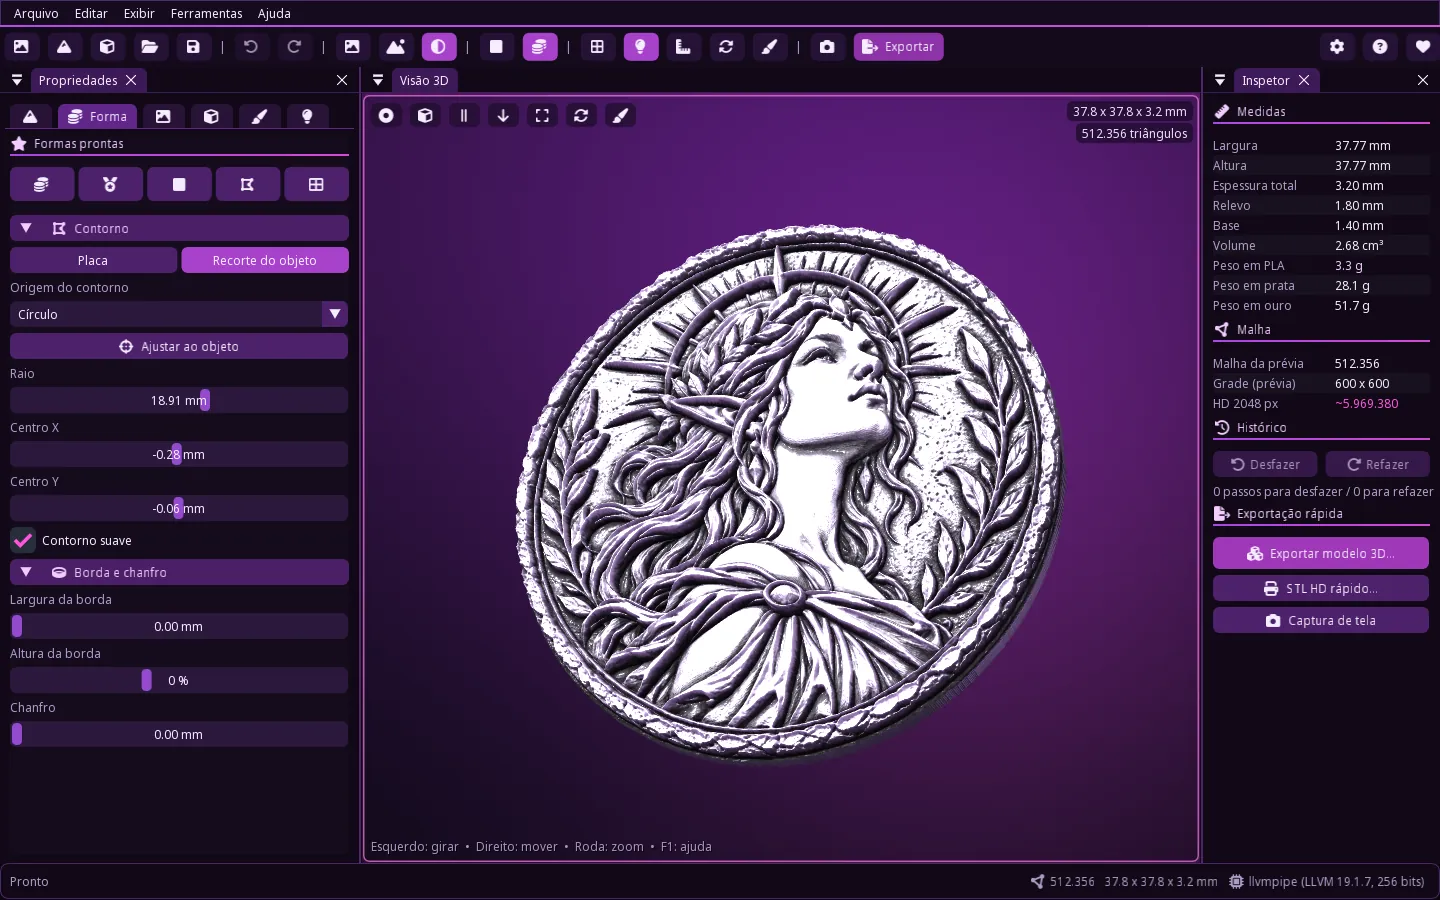 Arquivo Editar Exibir Ferramentas Ajuda
Exportar
Propriedades
Forma
Formas prontas
Contorno
Placa Recorte do objeto
Origem do contorno
Círculo
Ajustar ao objeto
Raio
18.91 mm
Centro X
-0.28 mm
Centro Y
-0.06 mm
Contorno suave
Borda e chanfro
Largura da borda
0.00 mm
Altura da borda
0 %
Chanfro
0.00 mm
Visão 3D
37.8 x 37.8 x 3.2 mm
512.356 triângulos
Esquerdo: girar • Direito: mover • Roda: zoom • F1: ajuda
Inspetor
Medidas
Largura 37.77 mm
Altura 37.77 mm
Espessura total 3.20 mm
Relevo 1.80 mm
Base 1.40 mm
Volume 2.68 cm³
Peso em PLA 3.3 g
Peso em prata 28.1 g
Peso em ouro 51.7 g
Malha
Malha da prévia 512.356
Grade (prévia) 600 x 600
HD 2048 px ~5.969.380
Histórico
Desfazer Refazer
0 passos para desfazer / 0 para refazer
Exportação rápida
Exportar modelo 3D...
STL HD rápido...
Captura de tela
Pronto
512.356 37.8 x 37.8 x 3.2 mm llvmpipe (LLVM 19.1.7, 256 bits)